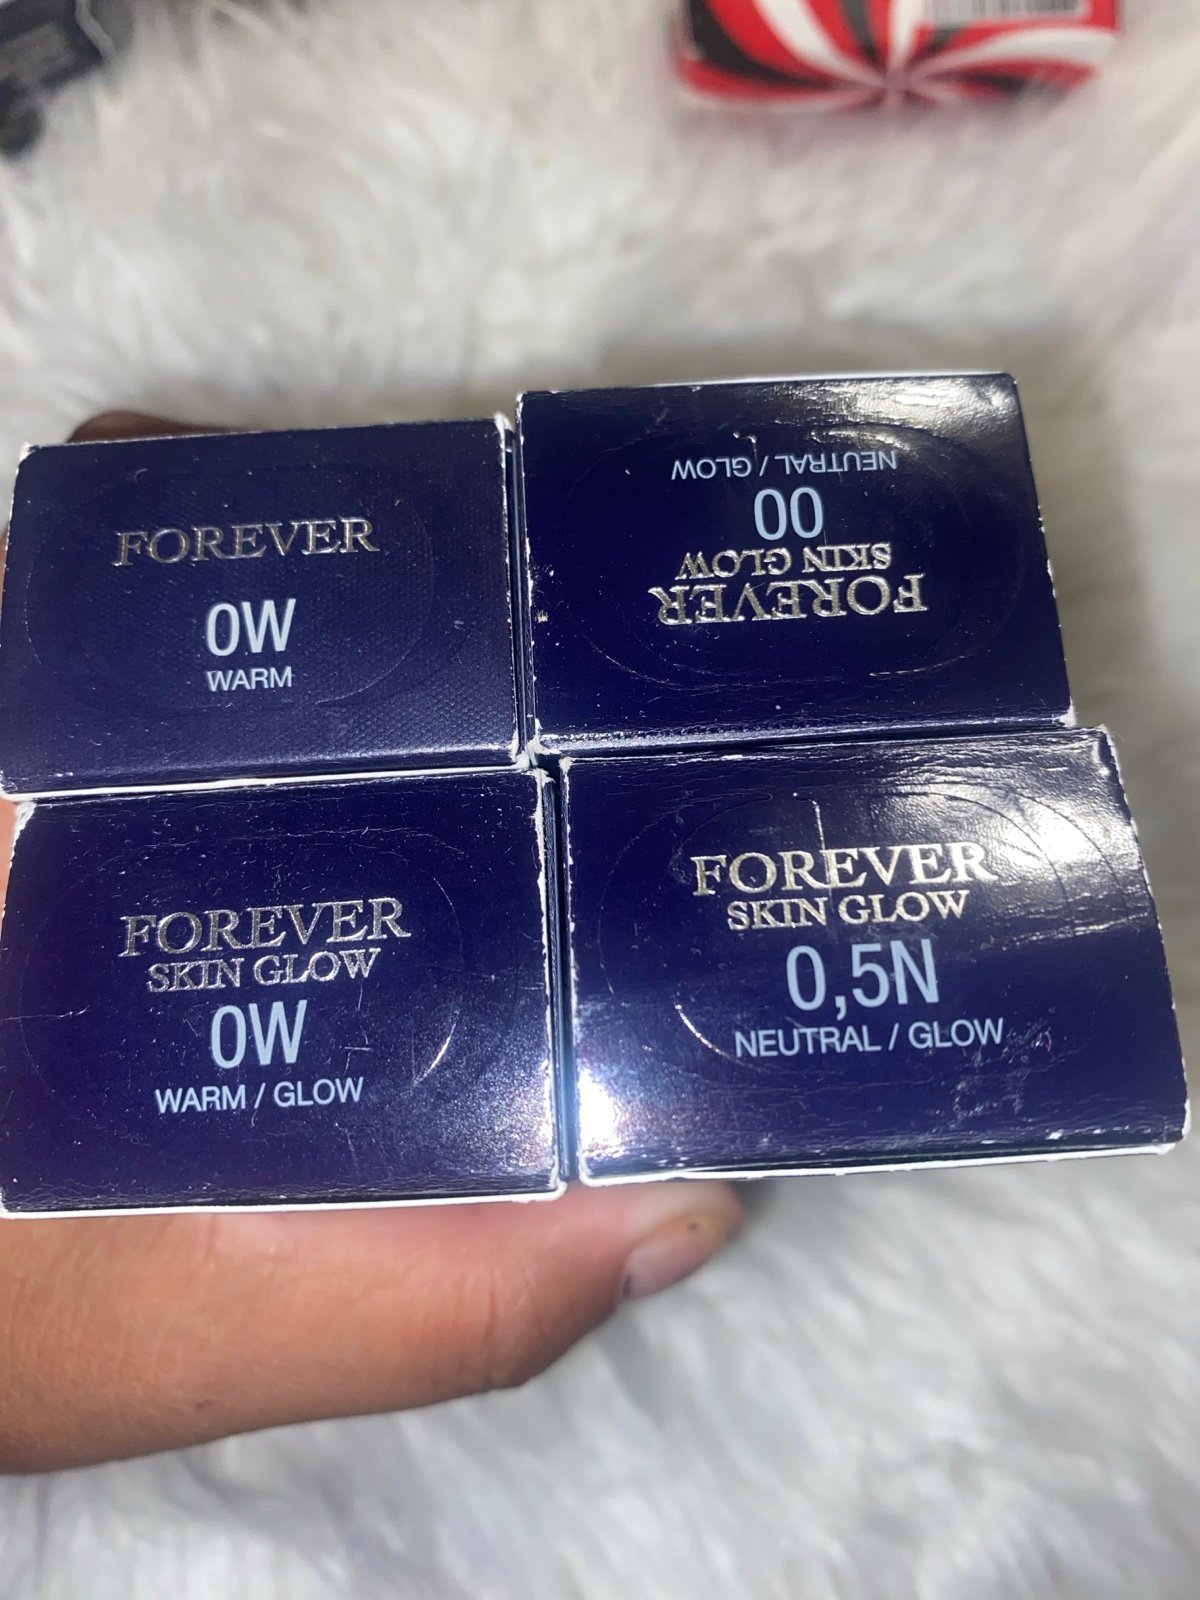 FOREVER
0W
WARM
FOREVER
SKIN GLOW
00
NEUTRAL / GLOW
FOREVER
SKIN GLOW
0W
WARM / GLOW
FOREVER
SKIN GLOW
0,5N
NEUTRAL / GLOW